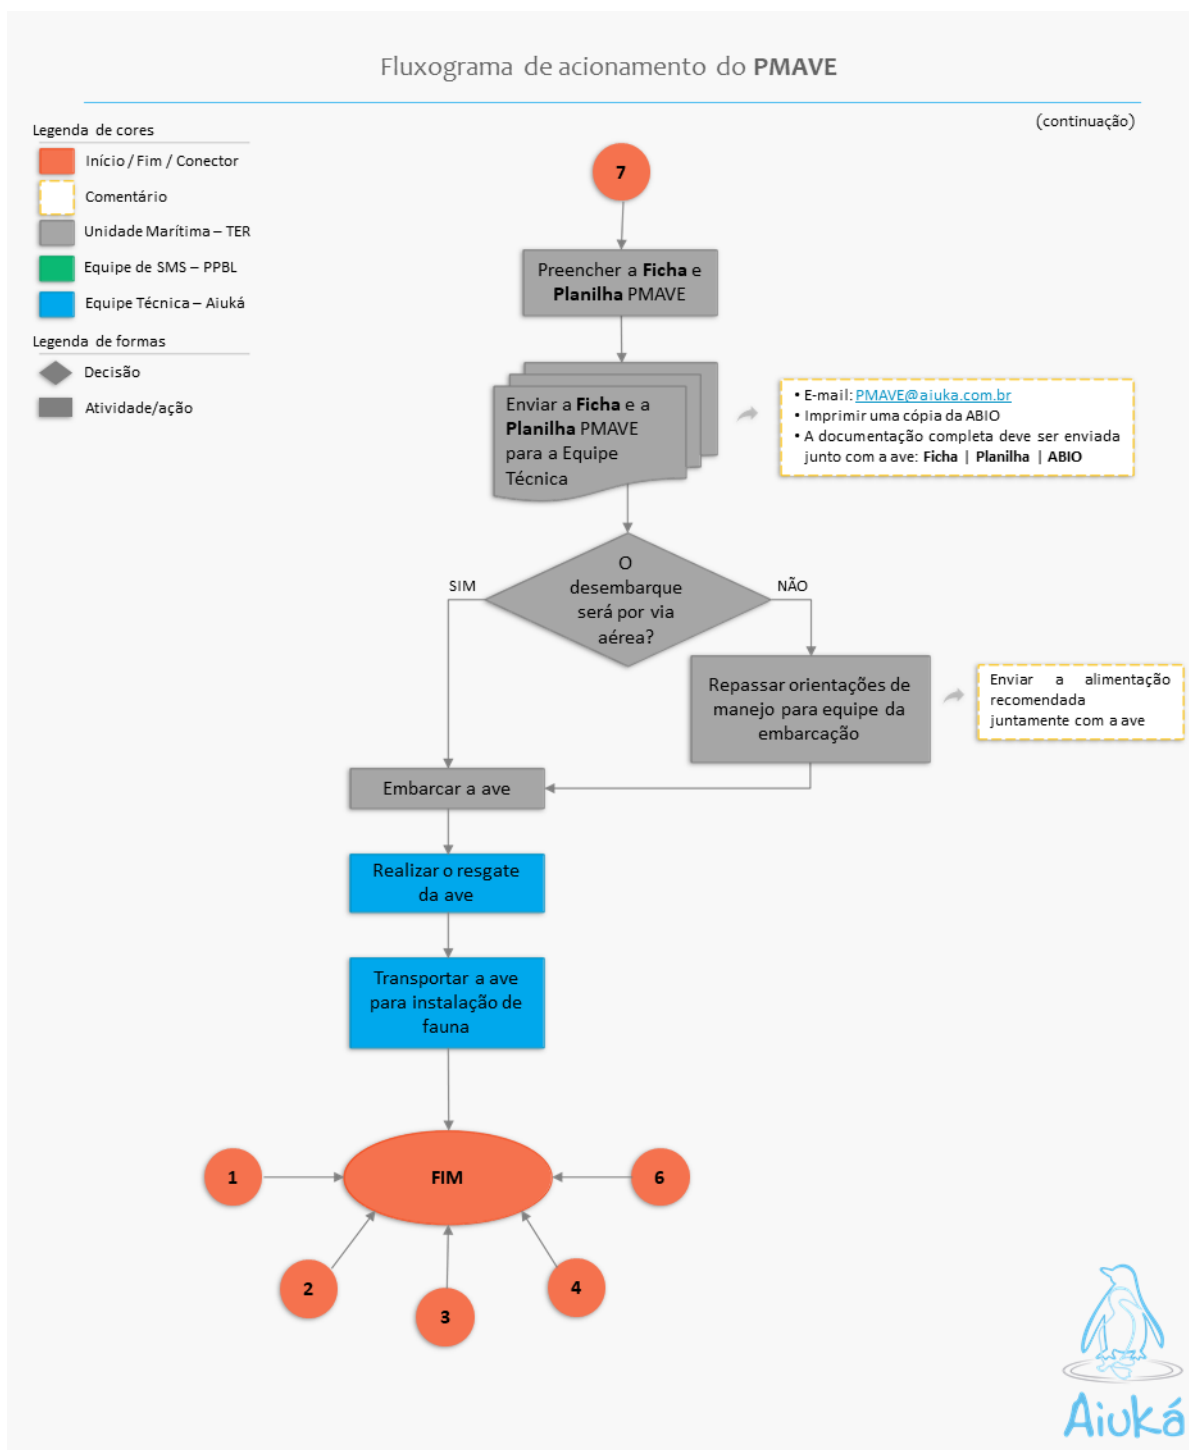 Fluxograma de acionamento do PMAVE
(continuação)
Legenda de cores
Início / Fim / Conector
Comentário
Unidade Marítima – TER
Equipe de SMS – PPBL
Equipe Técnica – Aiuká
Legenda de formas
Decisão
Atividade/ação
7
Preencher a Ficha e
Planilha PMAVE
Enviar a Ficha e a
Planilha PMAVE
para a Equipe
Técnica
• E-mail: PMAVE@aiuka.com.br
• Imprimir uma cópia da ABIO
• A documentação completa deve ser enviada
junto com a ave: Ficha | Planilha | ABIO
O
desembarque
será por via
aérea?
SIM
NÃO
Repassar orientações de
manejo para equipe da
embarcação
Enviar a alimentação
recomendada
juntamente com a ave
Embarcar a ave
Realizar o resgate
da ave
Transportar a ave
para instalação de
fauna
1
FIM
6
2
3
4
Aiuká